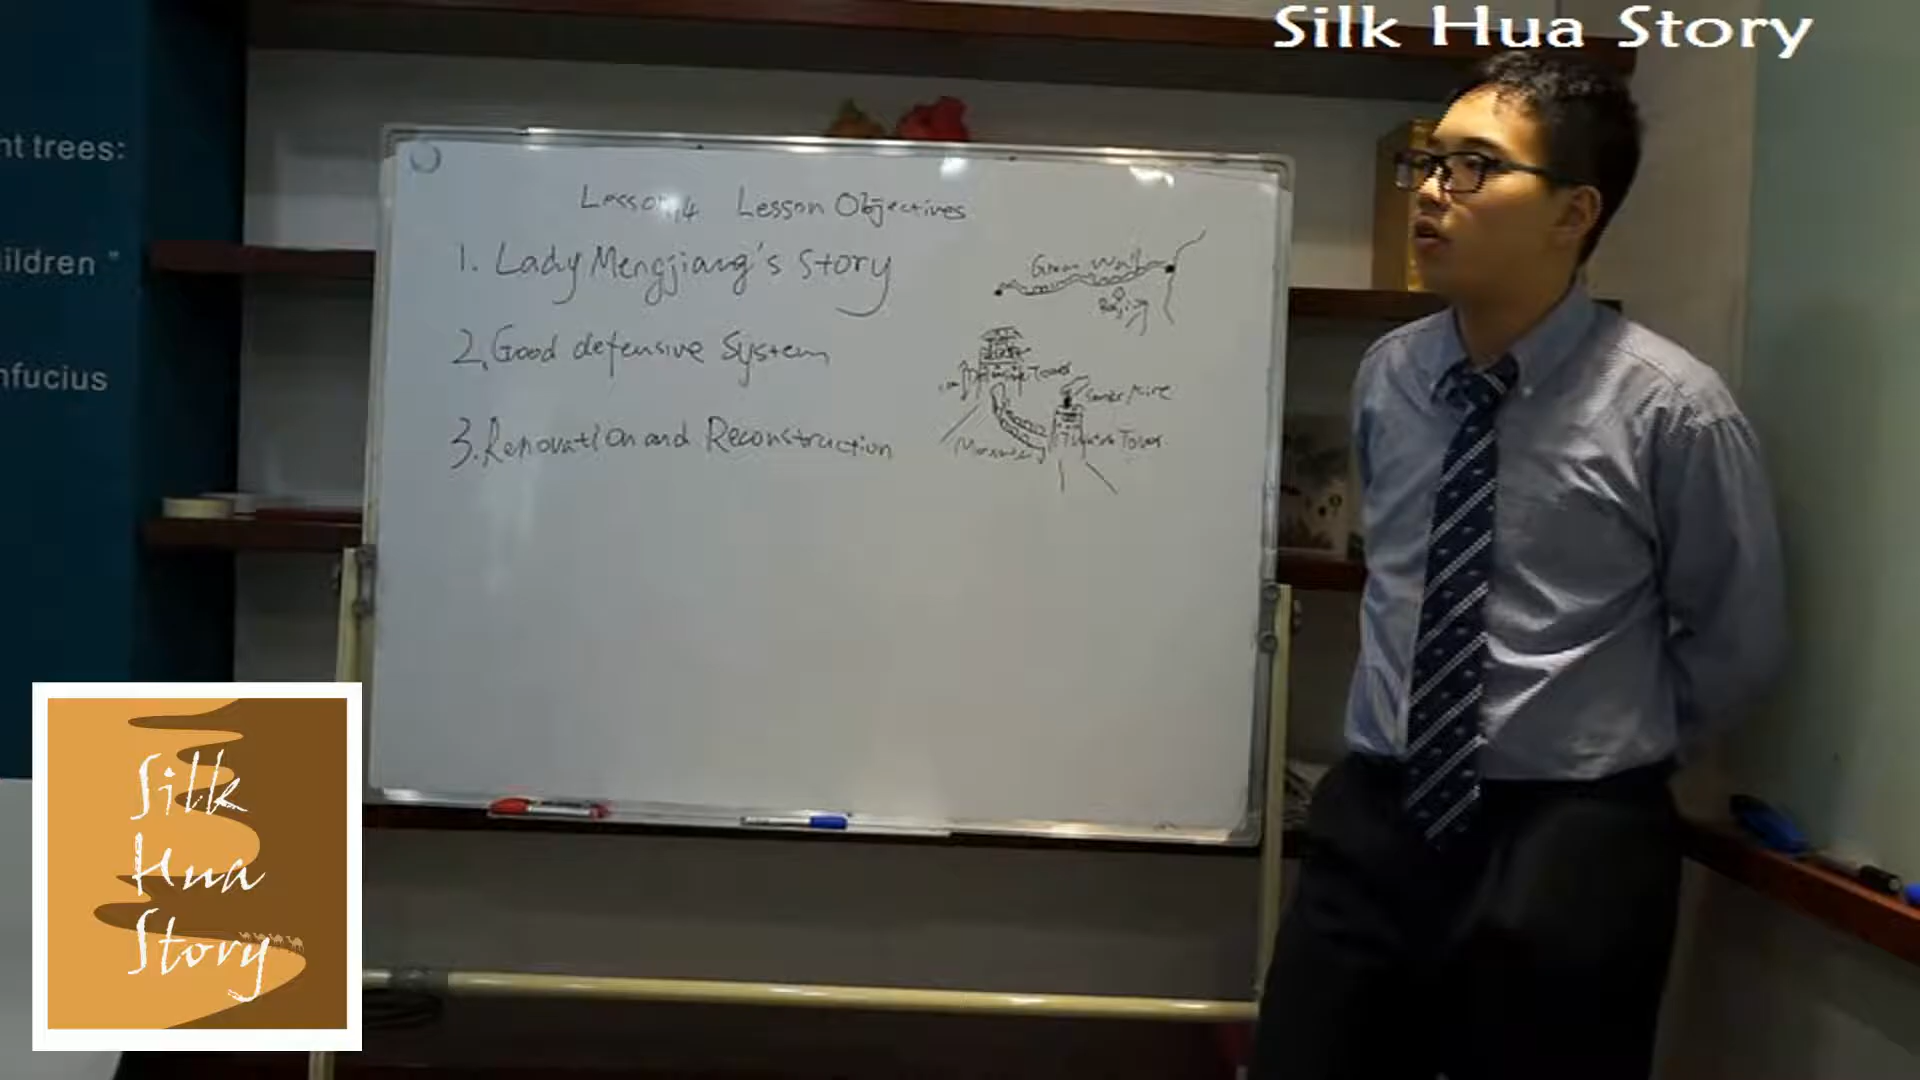 Silk Hua Story
nt trees:
ildren "
nfucius
Lesson 4 Lesson Objectives
1. Lady Mengjiang's Story
2. Good defensive System
3. Renovation and Reconstruction
Great Wall
Tower
Tower
Silk
Hua
Story